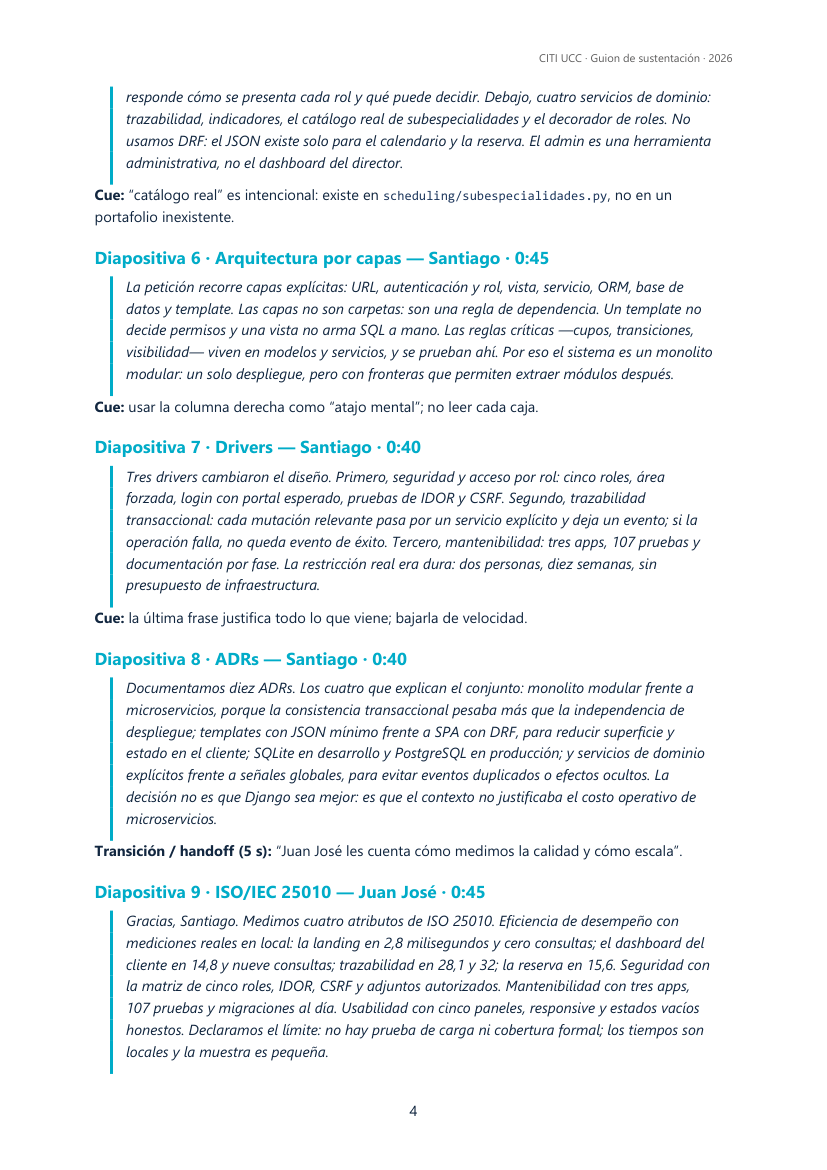 CITI UCC · Guion de sustentación · 2026
responde cómo se presenta cada rol y qué puede decidir. Debajo, cuatro servicios de dominio:
trazabilidad, indicadores, el catálogo real de subespecialidades y el decorador de roles. No
usamos DRF: el JSON existe solo para el calendario y la reserva. El admin es una herramienta
administrativa, no el dashboard del director.
Cue: “catálogo real” es intencional: existe en scheduling/subespecialidades.py, no en un
portafolio inexistente.
Diapositiva 6 · Arquitectura por capas — Santiago · 0:45
La petición recorre capas explícitas: URL, autenticación y rol, vista, servicio, ORM, base de
datos y template. Las capas no son carpetas: son una regla de dependencia. Un template no
decide permisos y una vista no arma SQL a mano. Las reglas críticas —cupos, transiciones,
visibilidad— viven en modelos y servicios, y se prueban ahí. Por eso el sistema es un monolito
modular: un solo despliegue, pero con fronteras que permiten extraer módulos después.
Cue: usar la columna derecha como “atajo mental”; no leer cada caja.
Diapositiva 7 · Drivers — Santiago · 0:40
Tres drivers cambiaron el diseño. Primero, seguridad y acceso por rol: cinco roles, área
forzada, login con portal esperado, pruebas de IDOR y CSRF. Segundo, trazabilidad
transaccional: cada mutación relevante pasa por un servicio explícito y deja un evento; si la
operación falla, no queda evento de éxito. Tercero, mantenibilidad: tres apps, 107 pruebas y
documentación por fase. La restricción real era dura: dos personas, diez semanas, sin
presupuesto de infraestructura.
Cue: la última frase justifica todo lo que viene; bajarla de velocidad.
Diapositiva 8 · ADRs — Santiago · 0:40
Documentamos diez ADRs. Los cuatro que explican el conjunto: monolito modular frente a
microservicios, porque la consistencia transaccional pesaba más que la independencia de
despliegue; templates con JSON mínimo frente a SPA con DRF, para reducir superficie y
estado en el cliente; SQLite en desarrollo y PostgreSQL en producción; y servicios de dominio
explícitos frente a señales globales, para evitar eventos duplicados o efectos ocultos. La
decisión no es que Django sea mejor: es que el contexto no justificaba el costo operativo de
microservicios.
Transición / handoff (5 s): “Juan José les cuenta cómo medimos la calidad y cómo escala”.
Diapositiva 9 · ISO/IEC 25010 — Juan José · 0:45
Gracias, Santiago. Medimos cuatro atributos de ISO 25010. Eficiencia de desempeño con
mediciones reales en local: la landing en 2,8 milisegundos y cero consultas; el dashboard del
cliente en 14,8 y nueve consultas; trazabilidad en 28,1 y 32; la reserva en 15,6. Seguridad con
la matriz de cinco roles, IDOR, CSRF y adjuntos autorizados. Mantenibilidad con tres apps,
107 pruebas y migraciones al día. Usabilidad con cinco paneles, responsive y estados vacíos
honestos. Declaramos el límite: no hay prueba de carga ni cobertura formal; los tiempos son
locales y la muestra es pequeña.
4